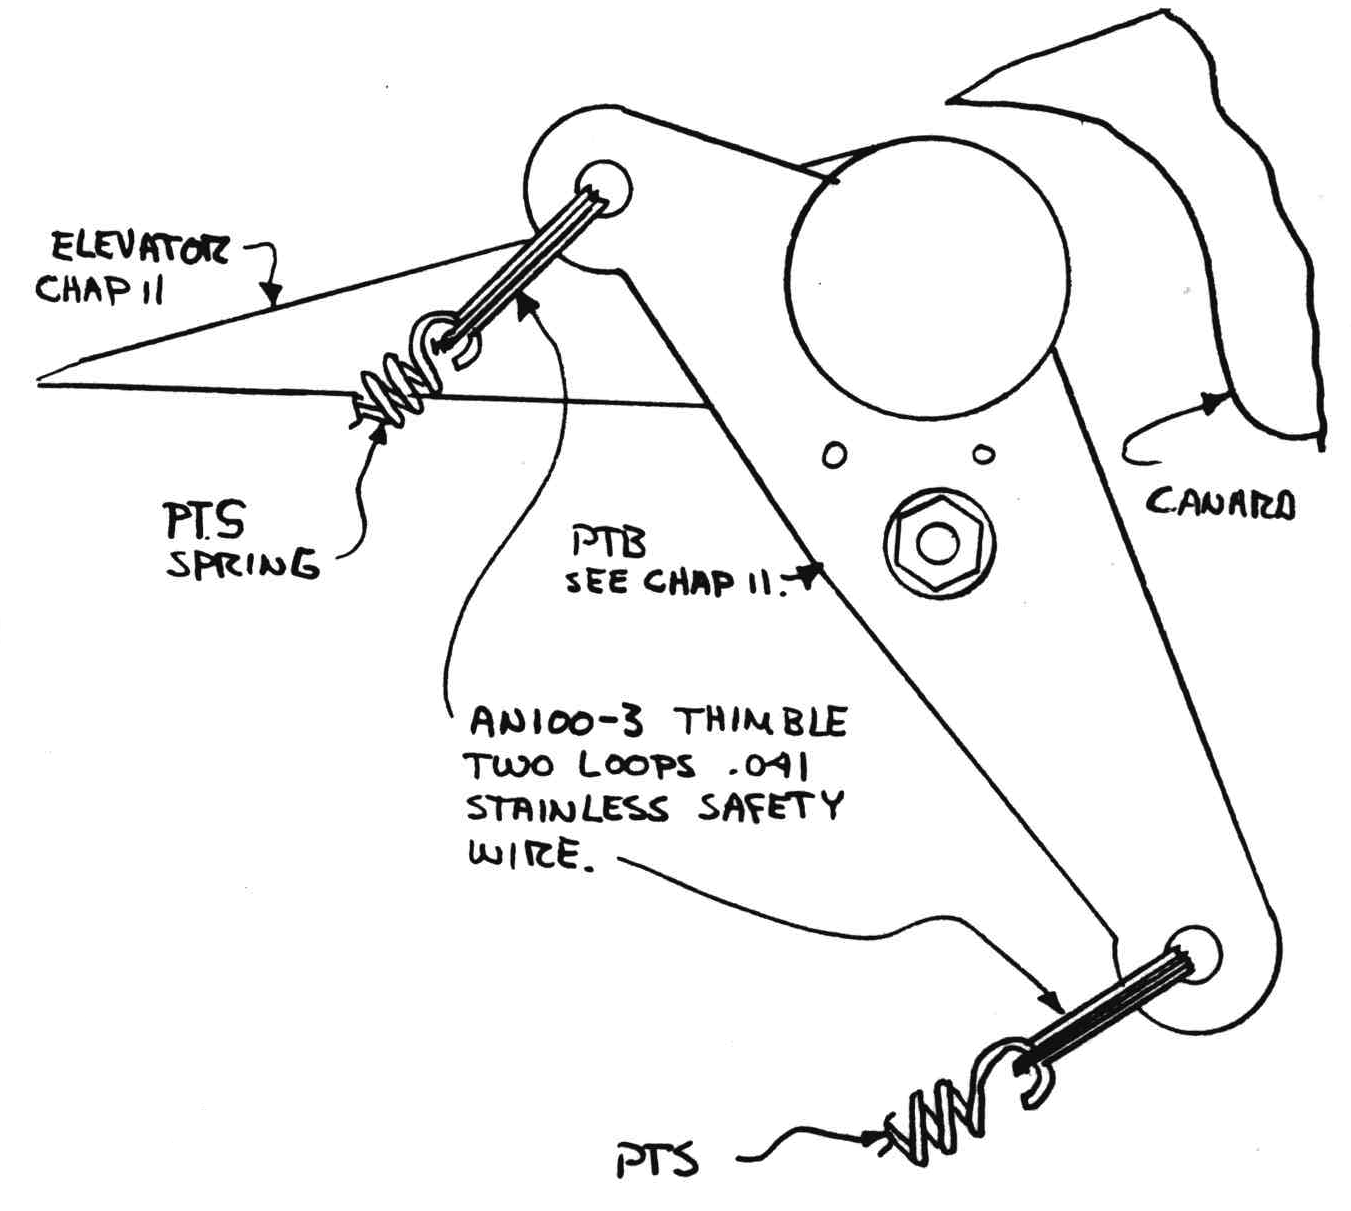 ELEVATOR
CHAP 11
PTS
SPRING
PTB
SEE CHAP 11.
CANARD
AN100-3 THIMBLE
TWO LOOPS .041
STAINLESS SAFETY
WIRE.
PTS